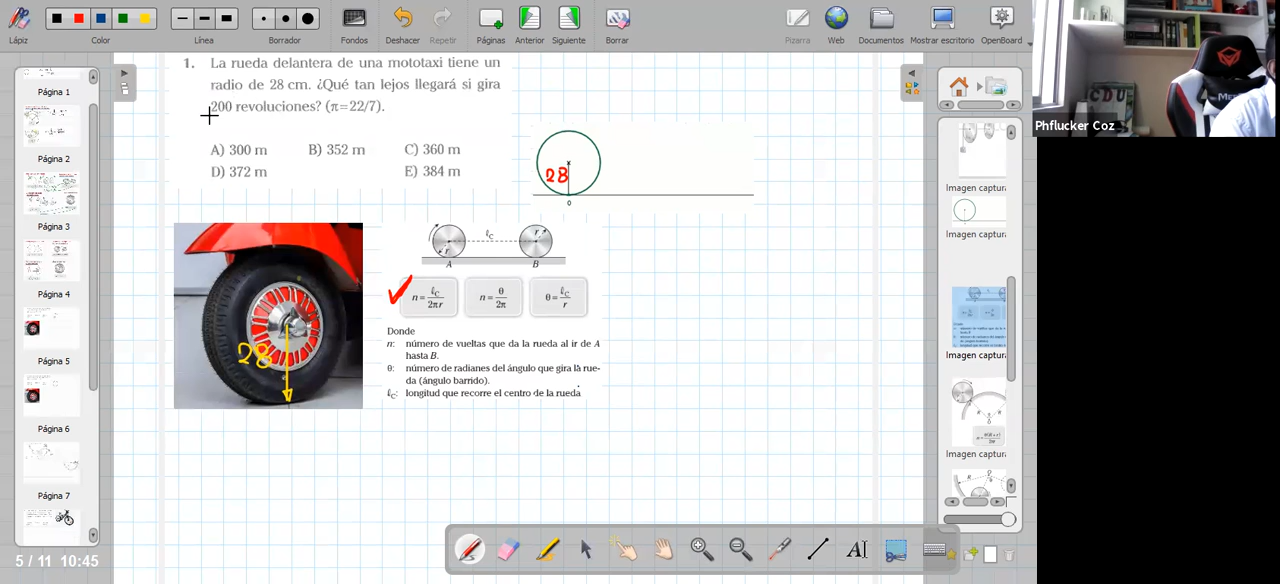 Lápiz
Color
Línea
Borrador
Fondos
Deshacer
Repetir
Páginas
Anterior
Siguiente
Borrar
Pizarra
Web
Documentos
Mostrar escritorio
OpenBoard
Página 1
Página 2
Página 3
Página 4
Página 5
Página 6
Página 7
5 / 11 10:45
1. La rueda delantera de una mototaxi tiene un
radio de 28 cm. ¿Qué tan lejos llegará si gira
200 revoluciones? (π=22/7).
A) 300 m B) 352 m C) 360 m
D) 372 m E) 384 m
28
0
28
ℓC
r r
A B
n = ℓC / 2πr n = θ / 2π θ = ℓC / r
Donde
n: número de vueltas que da la rueda al ir de A
hasta B.
θ: número de radianes del ángulo que gira la rue-
da (ángulo barrido).
ℓC: longitud que recorre el centro de la rueda
Imagen captura
Imagen captura
Imagen captura
Imagen captura
Phflucker Coz